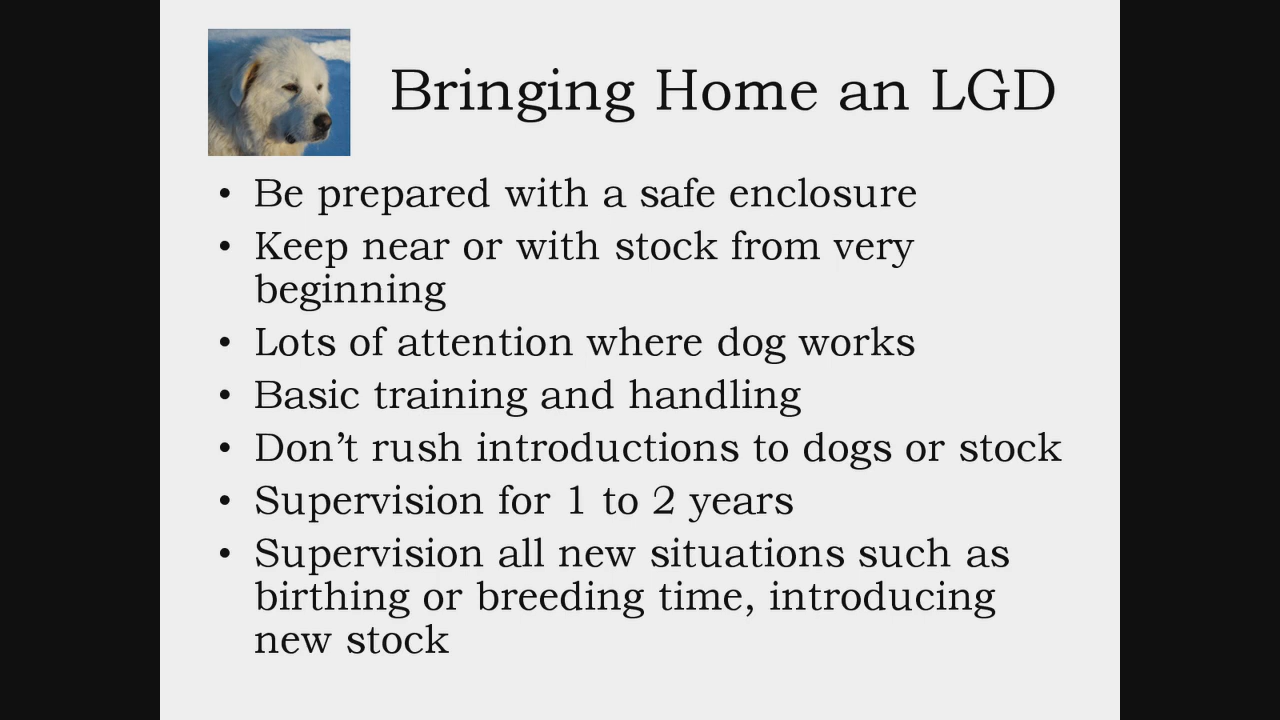 Bringing Home an LGD
• Be prepared with a safe enclosure
• Keep near or with stock from very
beginning
• Lots of attention where dog works
• Basic training and handling
• Don’t rush introductions to dogs or stock
• Supervision for 1 to 2 years
• Supervision all new situations such as
birthing or breeding time, introducing
new stock